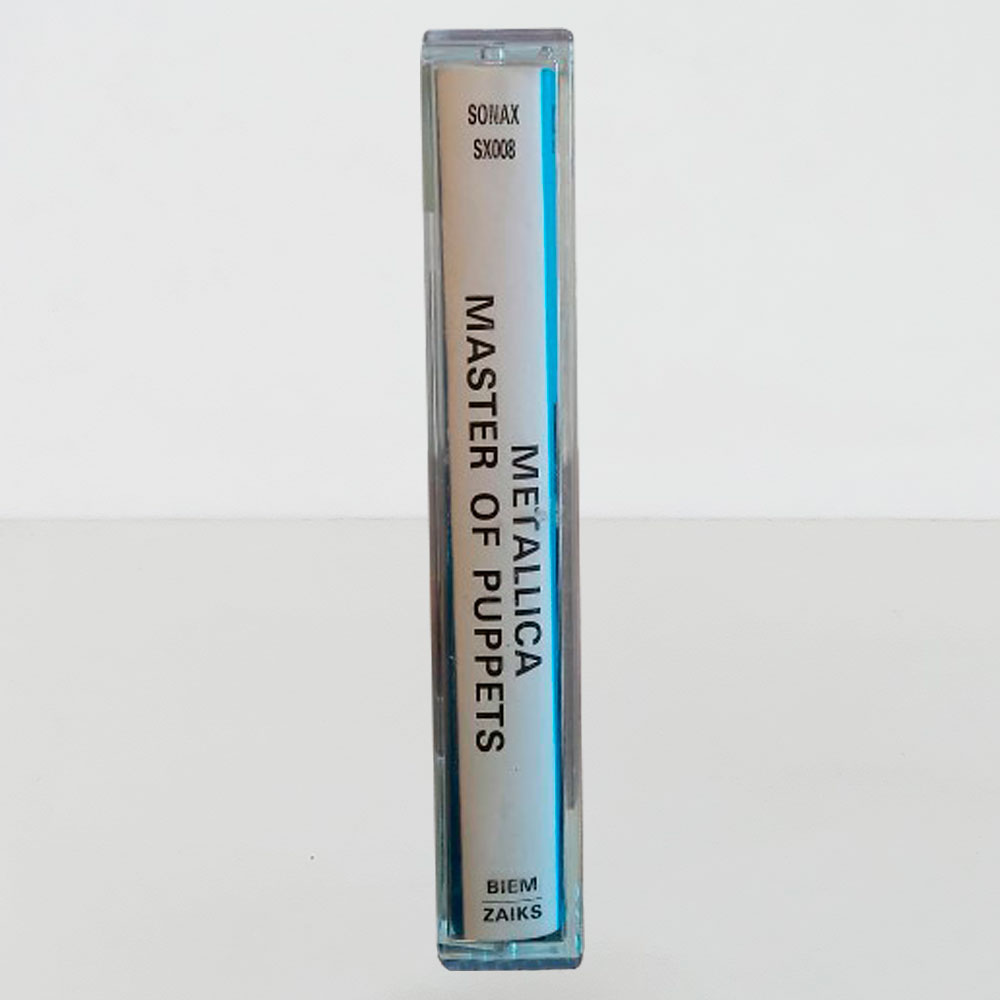 SONAX
SX008
METALLICA
MASTER OF PUPPETS
BIEM
ZAIKS